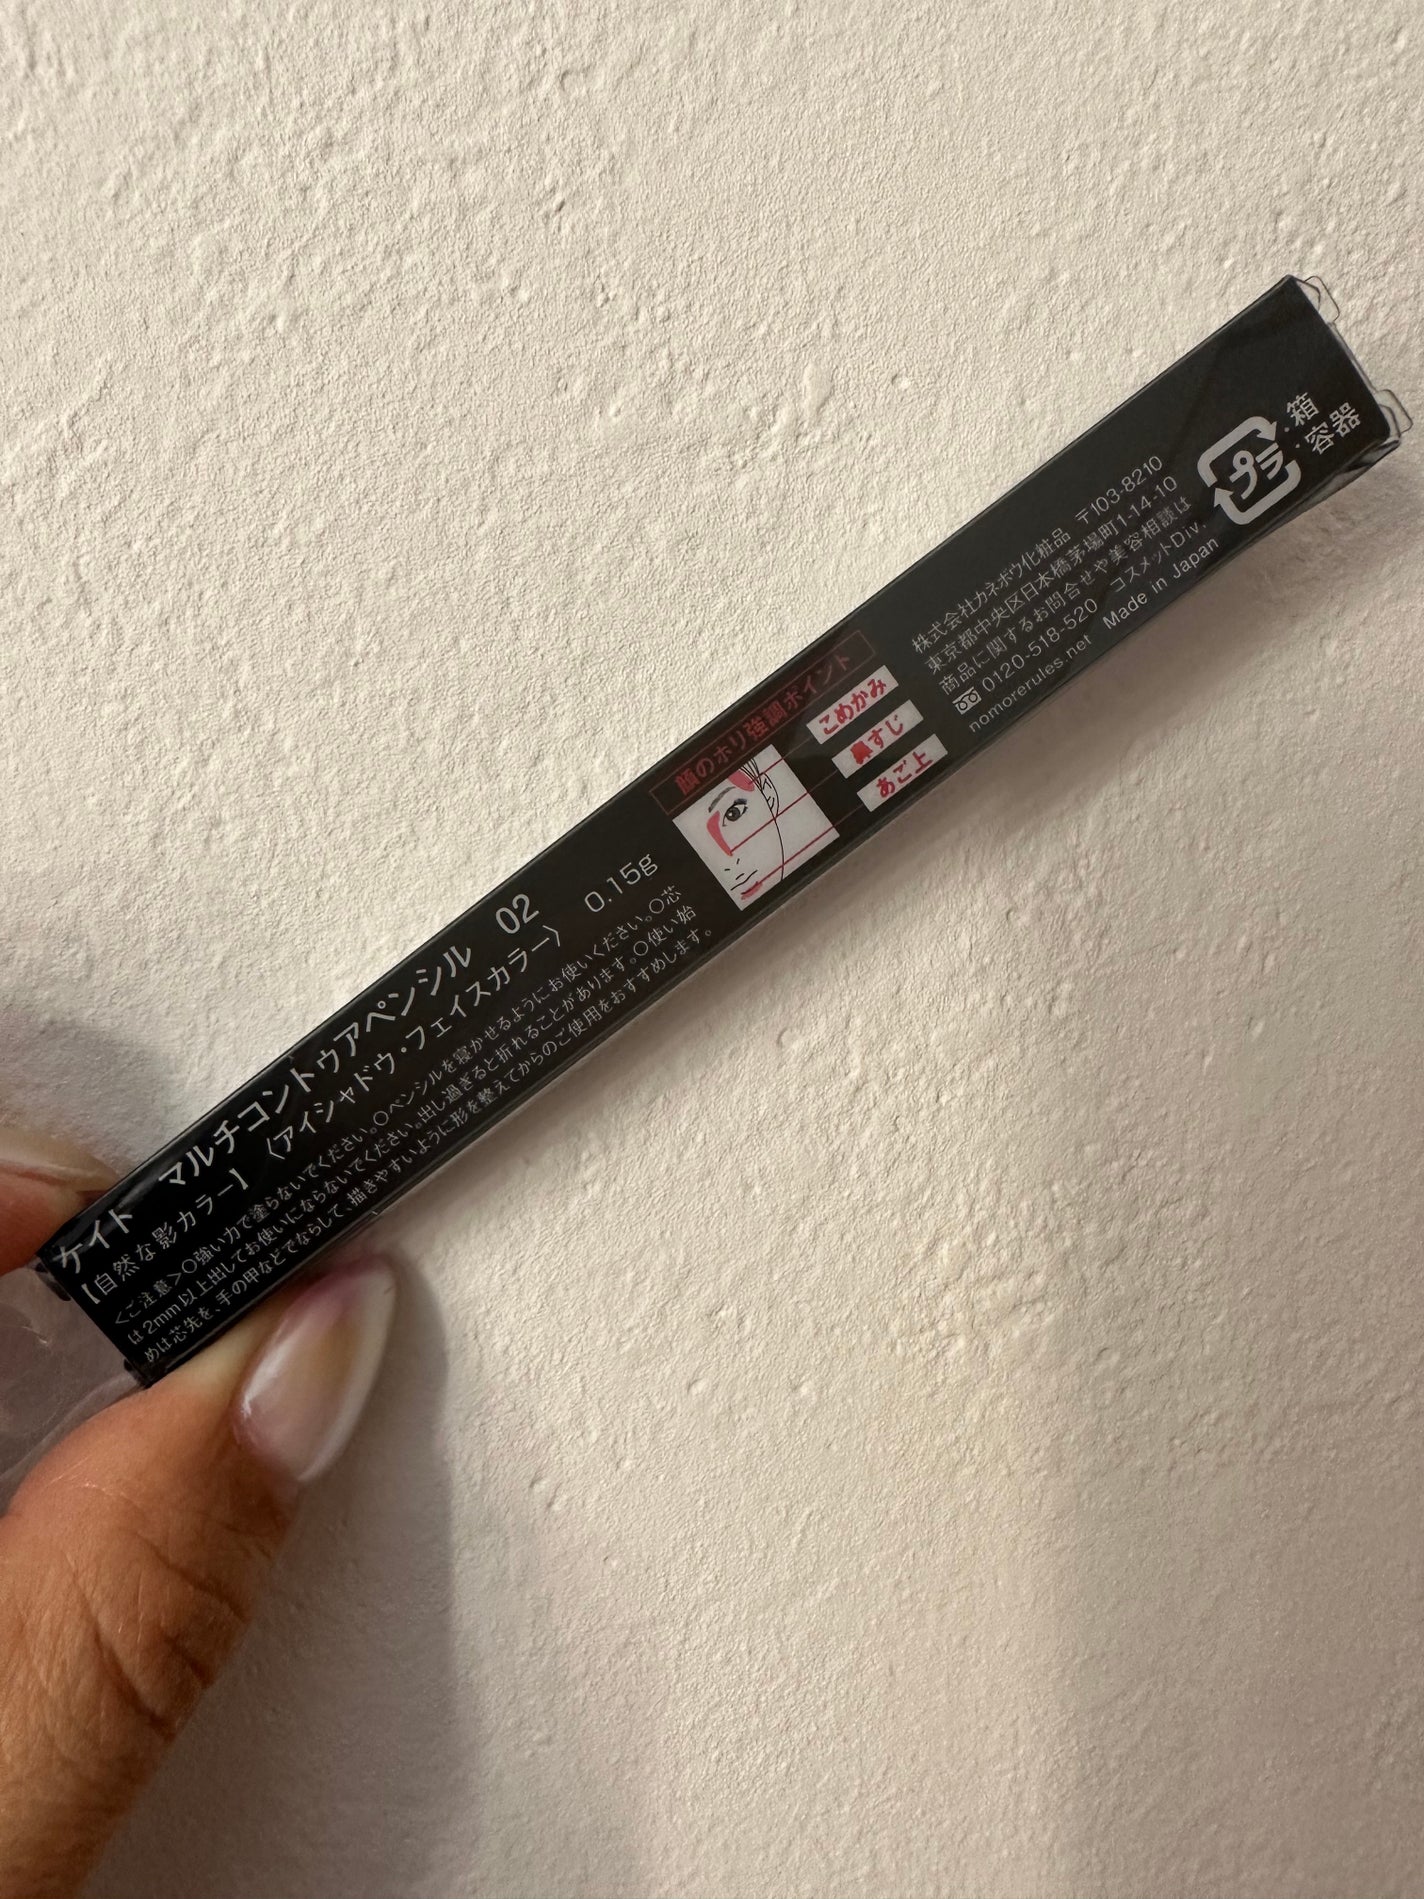 ケイト マルチコントゥアペンシル 02
【自然な影カラー】〈アイシャドウ・フェイスカラー〉 0.15g
<ご注意>○強い力で塗らないでください。○ペンシルを寝かせるようにお使いください。○芯
は2mm以上出してお使いにならないでください。出し過ぎると折れることがあります。○使い始
めは芯先を、手の甲などでならして、描きやすいように形を整えてからのご使用をおすすめします。
顔のホリ強調ポイント
こめかみ
鼻すじ
あご上
株式会社カネボウ化粧品 〒103-8210
東京都中央区日本橋茅場町1-14-10
商品に関するお問合せや美容相談は
0120-518-520 コスメットDiv.
nomorerules.net Made in Japan
プラ
:箱
:容器